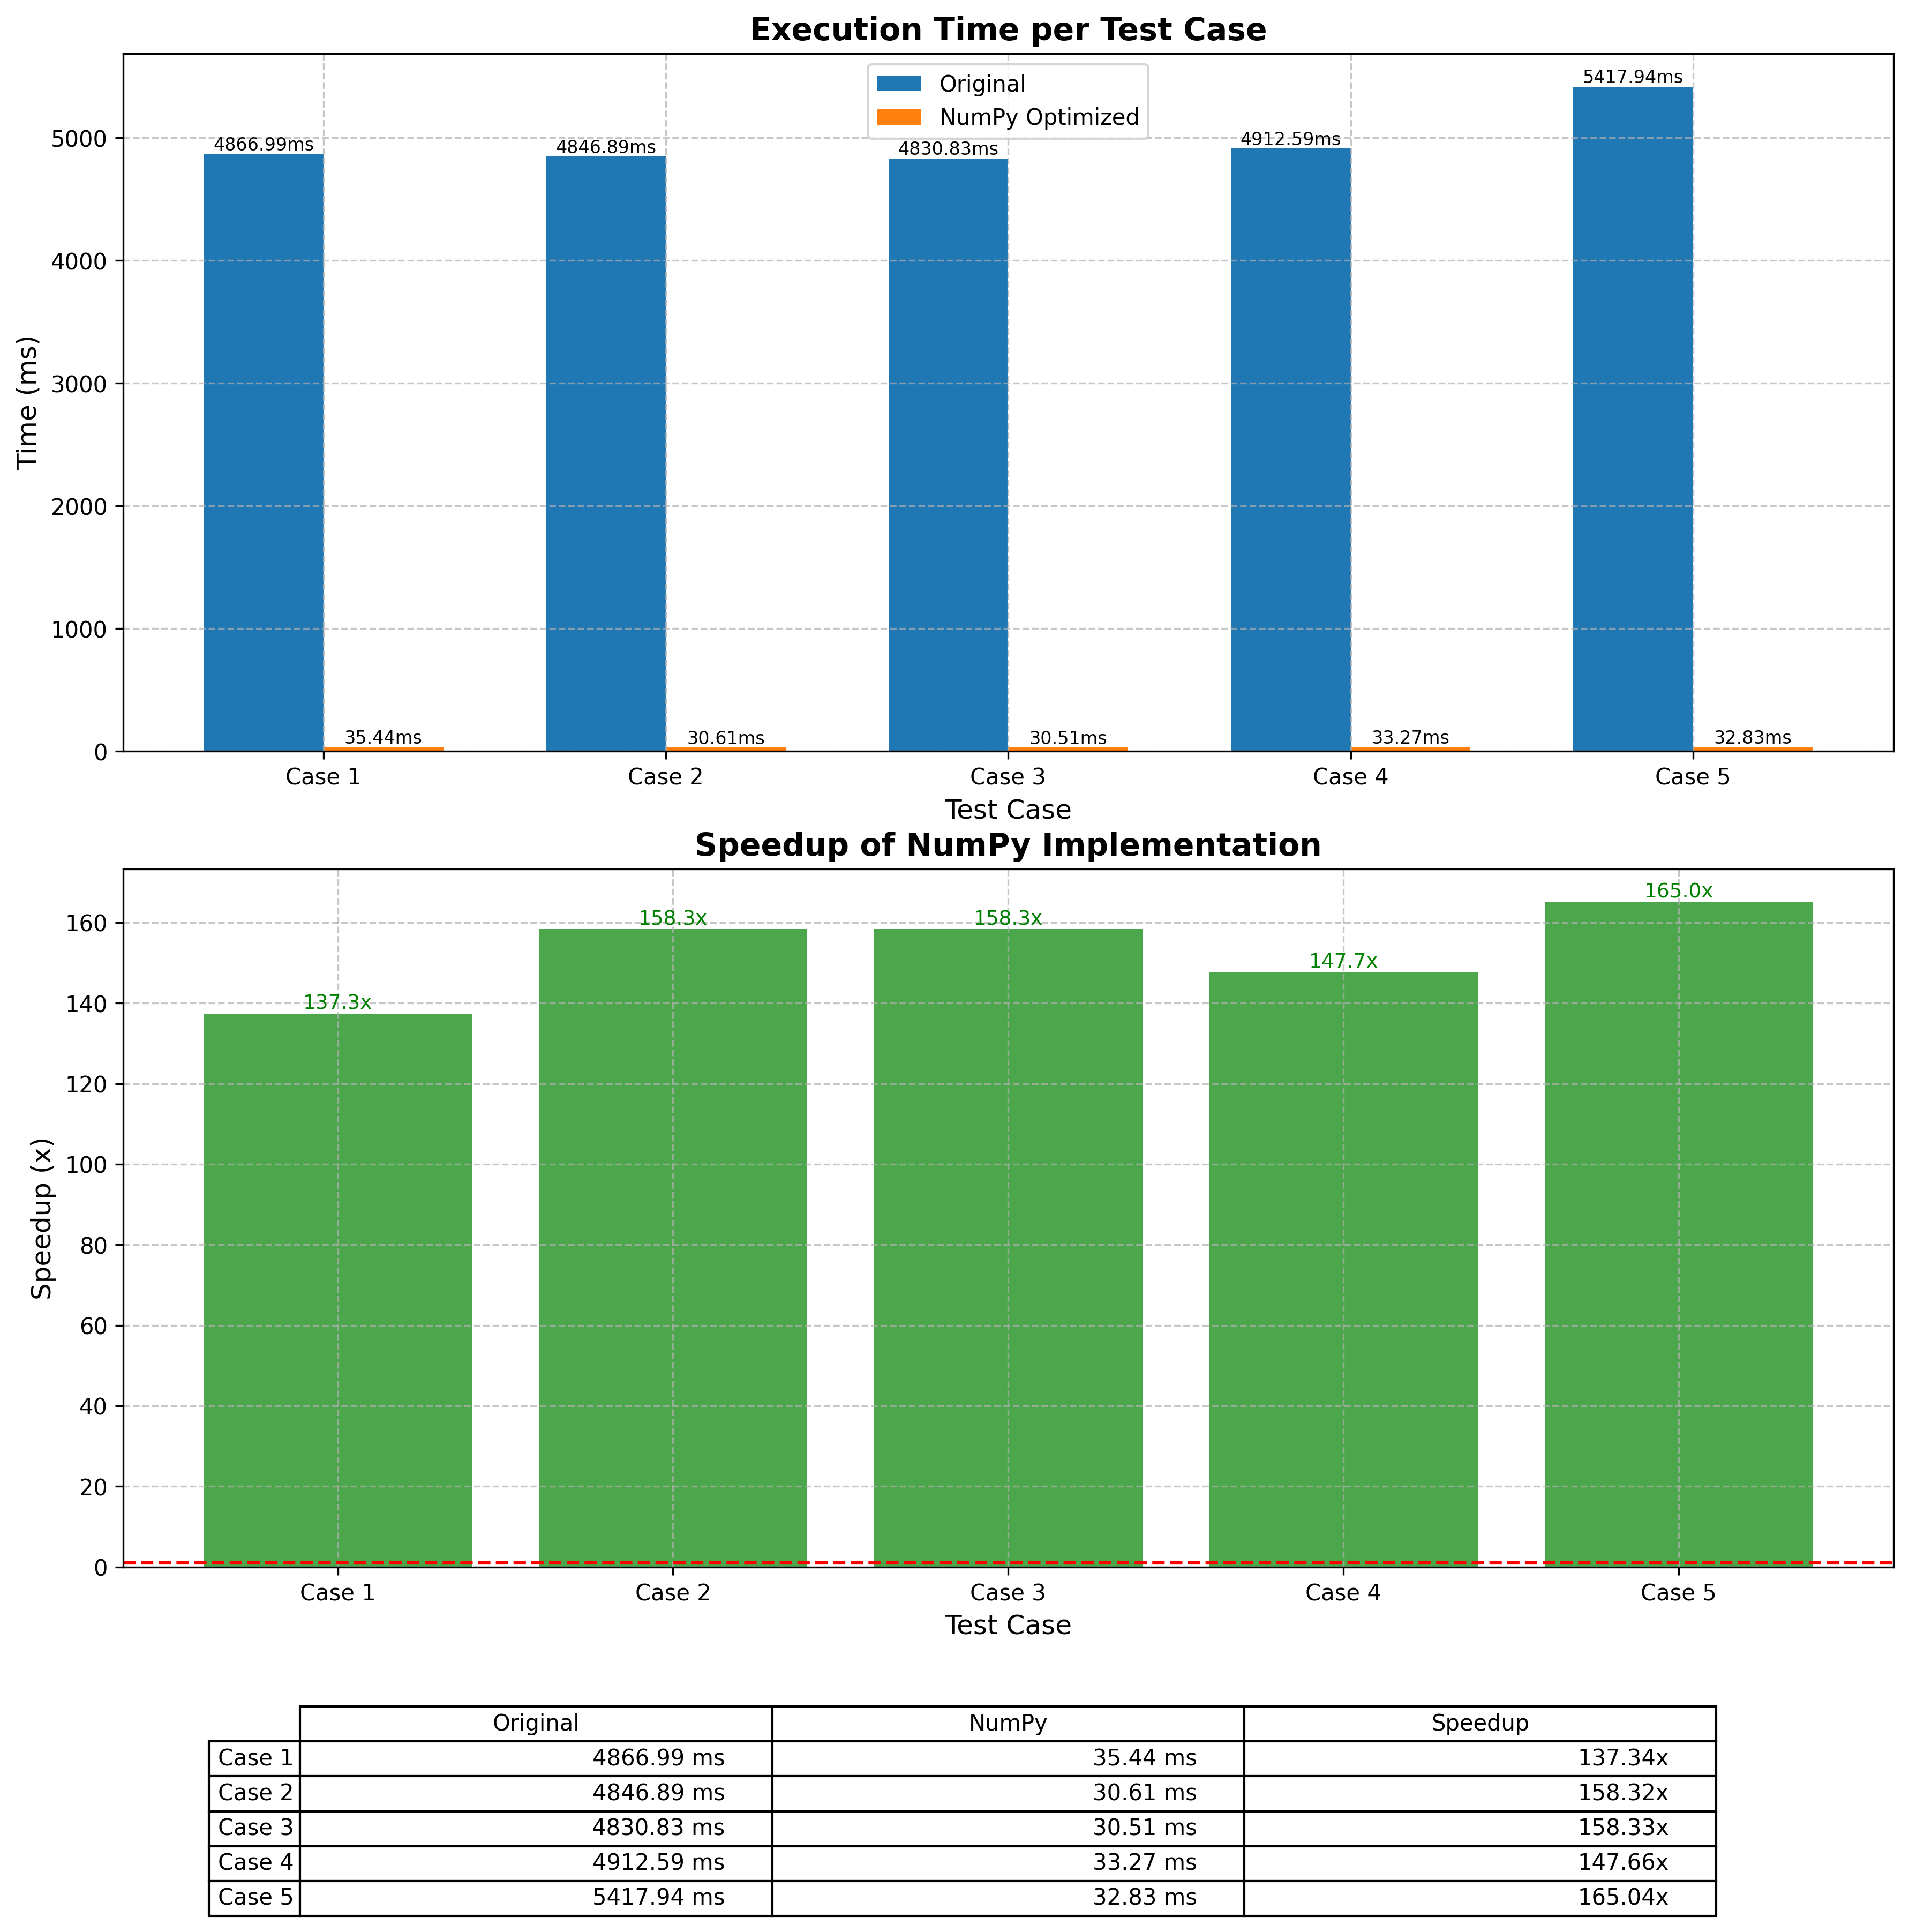 Execution Time per Test Case
Original
NumPy Optimized
Time (ms)
5000
4000
3000
2000
1000
0
4866.99ms
4846.89ms
4830.83ms
4912.59ms
5417.94ms
35.44ms
30.61ms
30.51ms
33.27ms
32.83ms
Case 1 Case 2 Case 3 Case 4 Case 5
Test Case
Speedup of NumPy Implementation
Speedup (x)
160
140
120
100
80
60
40
20
0
137.3x
158.3x
158.3x
147.7x
165.0x
Case 1 Case 2 Case 3 Case 4 Case 5
Test Case
Original NumPy Speedup
Case 1 4866.99 ms 35.44 ms 137.34x
Case 2 4846.89 ms 30.61 ms 158.32x
Case 3 4830.83 ms 30.51 ms 158.33x
Case 4 4912.59 ms 33.27 ms 147.66x
Case 5 5417.94 ms 32.83 ms 165.04x